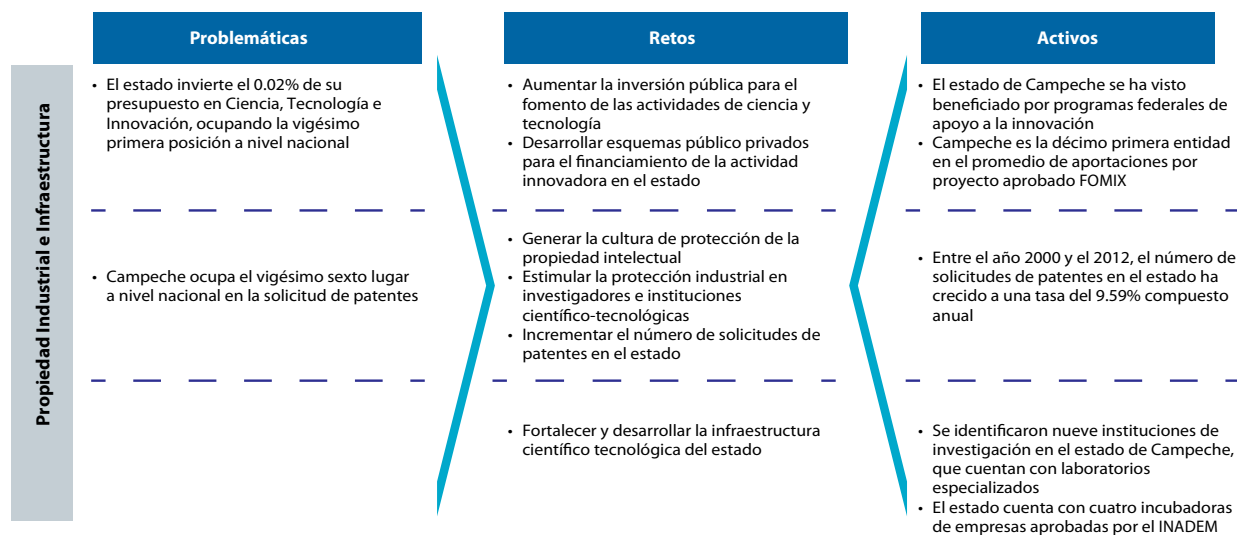 Problemáticas
Retos
Activos
Propiedad Industrial e Infraestructura
• El estado invierte el 0.02% de su
presupuesto en Ciencia, Tecnología e
Innovación, ocupando la vigésimo
primera posición a nivel nacional
• Aumentar la inversión pública para el
fomento de las actividades de ciencia y
tecnología
• Desarrollar esquemas público privados
para el financiamiento de la actividad
innovadora en el estado
• El estado de Campeche se ha visto
beneficiado por programas federales de
apoyo a la innovación
• Campeche es la décimo primera entidad
en el promedio de aportaciones por
proyecto aprobado FOMIX
• Campeche ocupa el vigésimo sexto lugar
a nivel nacional en la solicitud de patentes
• Generar la cultura de protección de la
propiedad intelectual
• Estimular la protección industrial en
investigadores e instituciones
científico-tecnológicas
• Incrementar el número de solicitudes de
patentes en el estado
• Entre el año 2000 y el 2012, el número de
solicitudes de patentes en el estado ha
crecido a una tasa del 9.59% compuesto
anual
• Fortalecer y desarrollar la infraestructura
científico tecnológica del estado
• Se identificaron nueve instituciones de
investigación en el estado de Campeche,
que cuentan con laboratorios
especializados
• El estado cuenta con cuatro incubadoras
de empresas aprobadas por el INADEM